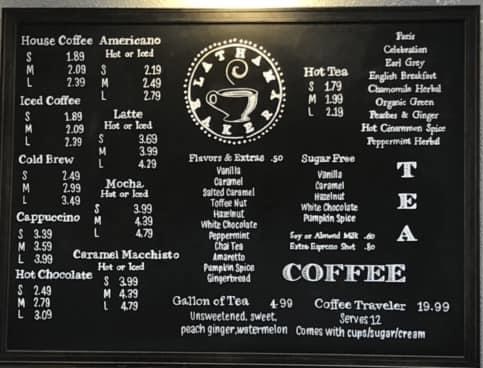 House Coffee
S 1.89
M 2.09
L 2.39
Iced Coffee
S 1.89
M 2.09
L 2.39
Cold Brew
S 2.49
M 2.99
L 3.49
Cappuccino
S 3.39
M 3.59
L 3.99
Hot Chocolate
S 2.49
M 2.79
L 3.09
Americano
Hot or Iced
S 2.19
M 2.49
L 2.79
Latte
Hot or Iced
S 3.69
M 3.99
L 4.29
Mocha
Hot or Iced
S 3.99
M 4.39
L 4.79
Caramel Macchisto
Hot or Iced
S 3.99
M 4.39
L 4.79
LATHAM'S
BAKERY
Flavors & Extras .50
Vanilla
Caramel
Salted Caramel
Toffee Nut
Hazelnut
White Chocolate
Peppermint
Chai Tea
Amaretto
Pumpkin Spice
Gingerbread
Hot Tea
S 1.79
M 1.99
L 2.19
Sugar Free
Vanilla
Caramel
Hazelnut
White Chocolate
Pumpkin Spice
Soy or Almond Milk .60
Extra Espresso Shot .80
Paris
Celebration
Earl Grey
English Breakfast
Chamomile Herbal
Organic Green
Peaches & Ginger
Hot Cinnammon Spice
Peppermint Herbal
TEA
COFFEE
Gallon of Tea 4.99
Unsweetened, sweet,
peach ginger,watermelon
Coffee Traveler 19.99
Serves 12
Comes with cups/sugar/cream